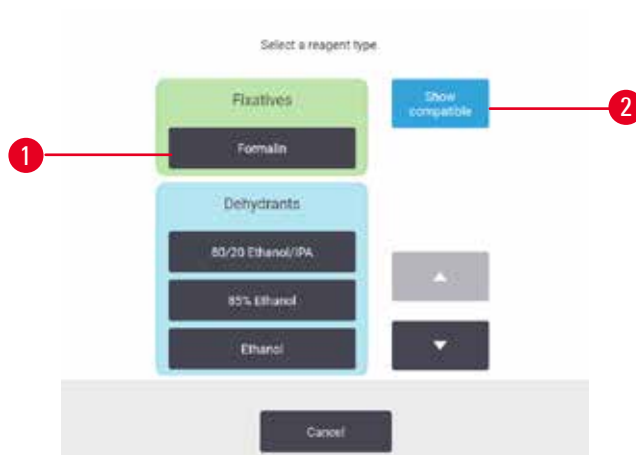 Select a reagent type.
Fixatives
Show
compatible
2
1
Formalin
Dehydrants
80/20 Ethanol/IPA
85% Ethanol
Ethanol
Cancel